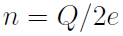 n = Q/2e